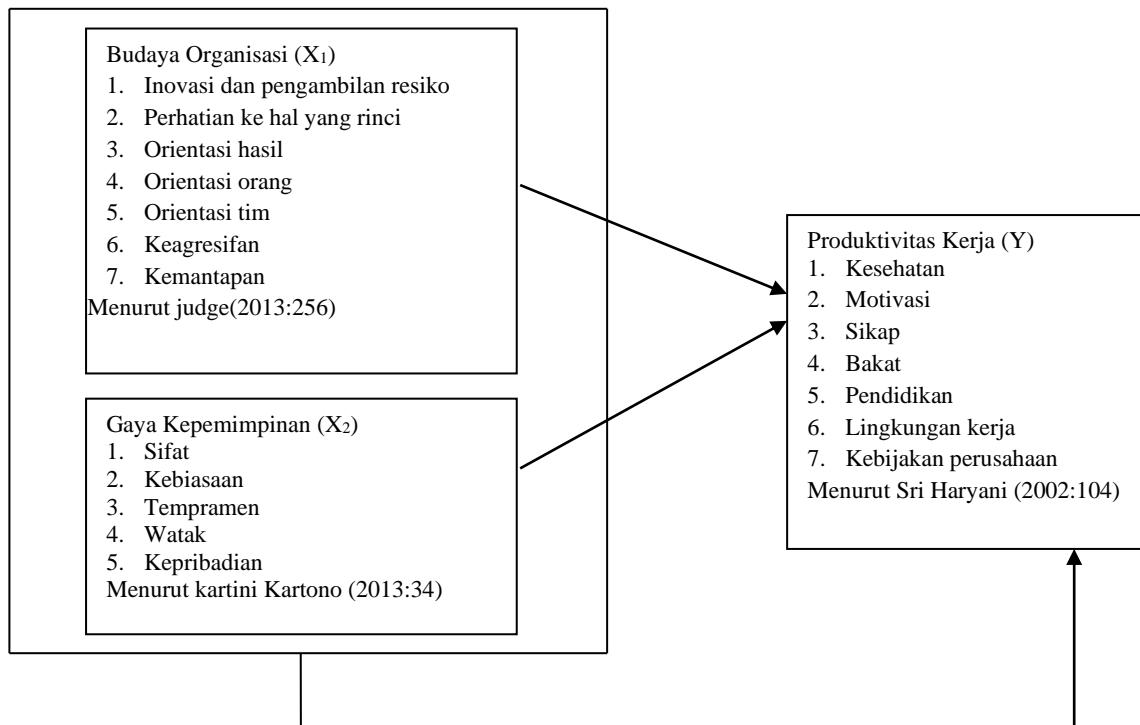 Budaya Organisasi (X₁)
1. Inovasi dan pengambilan resiko
2. Perhatian ke hal yang rinci
3. Orientasi hasil
4. Orientasi orang
5. Orientasi tim
6. Keagresifan
7. Kemantapan
Menurut judge(2013:256)
Gaya Kepemimpinan (X₂)
1. Sifat
2. Kebiasaan
3. Tempramen
4. Watak
5. Kepribadian
Menurut kartini Kartono (2013:34)
Produktivitas Kerja (Y)
1. Kesehatan
2. Motivasi
3. Sikap
4. Bakat
5. Pendidikan
6. Lingkungan kerja
7. Kebijakan perusahaan
Menurut Sri Haryani (2002:104)